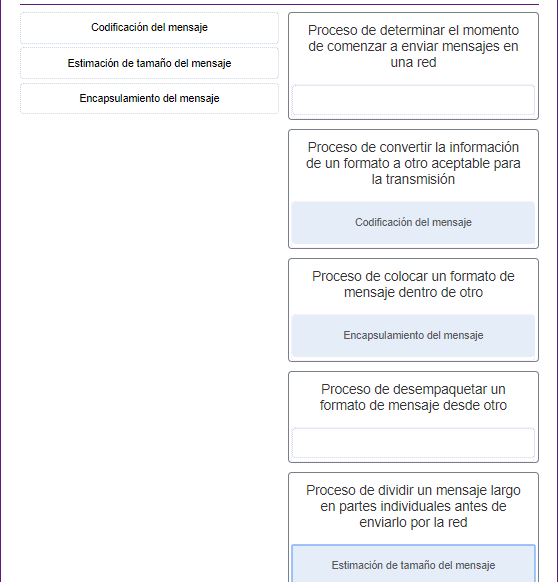 Codificación del mensaje
Estimación de tamaño del mensaje
Encapsulamiento del mensaje
Proceso de determinar el momento
de comenzar a enviar mensajes en
una red
Proceso de convertir la información
de un formato a otro aceptable para
la transmisión
Codificación del mensaje
Proceso de colocar un formato de
mensaje dentro de otro
Encapsulamiento del mensaje
Proceso de desempaquetar un
formato de mensaje desde otro
Proceso de dividir un mensaje largo
en partes individuales antes de
enviarlo por la red
Estimación de tamaño del mensaje